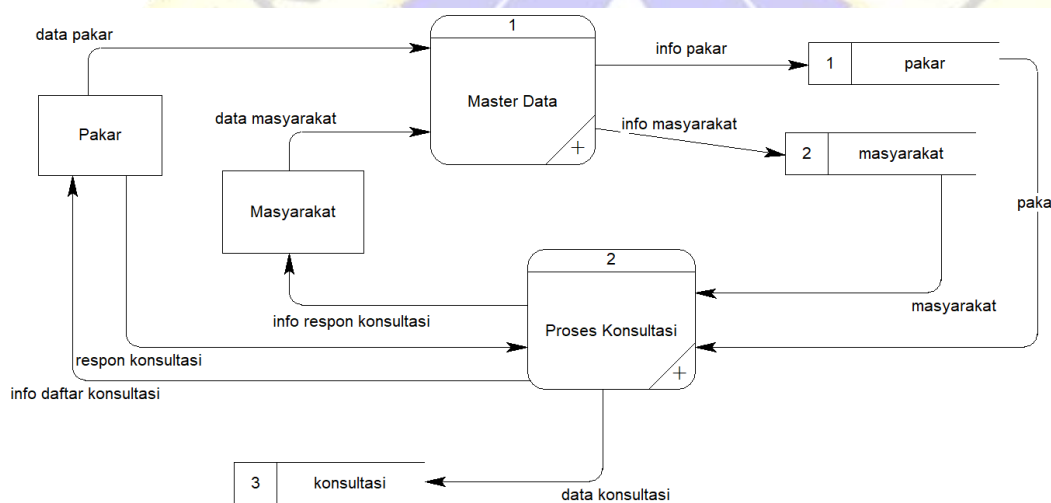 data pakar
1
info pakar
1 pakar
Master Data
data masyarakat
info masyarakat
Pakar
2 masyarakat
+
paka
Masyarakat
2
masyarakat
info respon konsultasi
Proses Konsultasi
respon konsultasi
+
info daftar konsultasi
3 konsultasi
data konsultasi